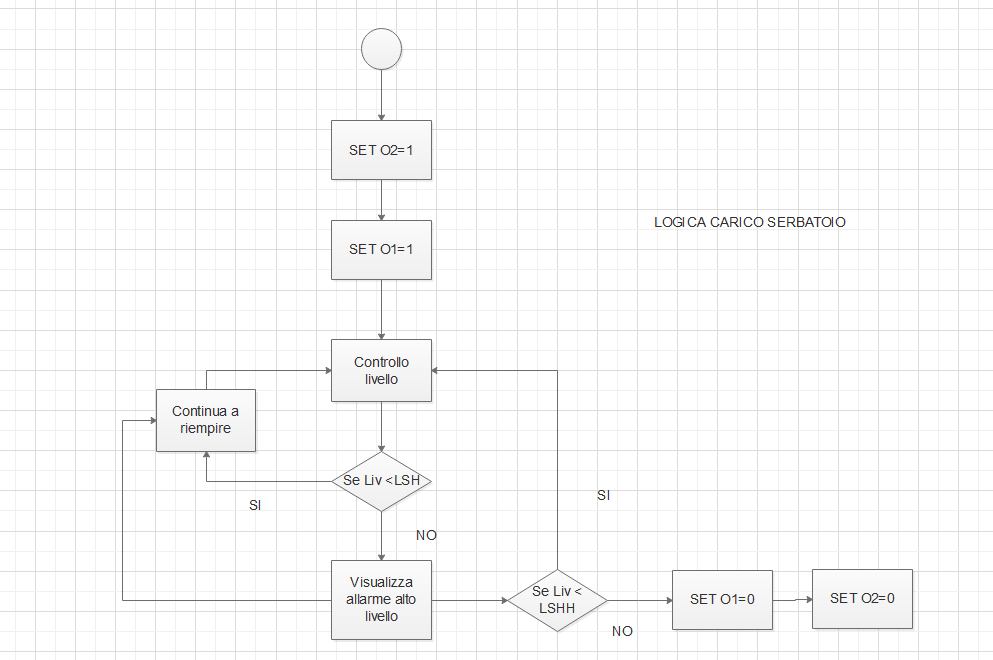 SET O2=1
SET O1=1
LOGICA CARICO SERBATOIO
Controllo
livello
Continua a
riempire
Se Liv <LSH
SI
NO
SI
Visualizza
allarme alto
livello
Se Liv <
LSHH
NO
SET O1=0
SET O2=0